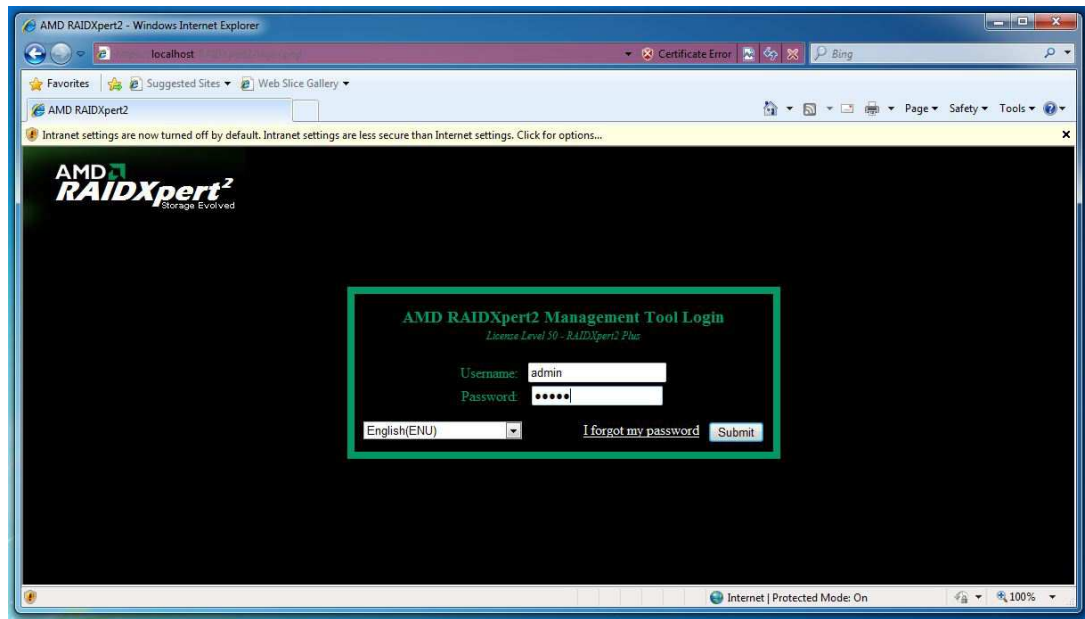 AMD RAIDXpert2 - Windows Internet Explorer
localhost
Certificate Error
Bing
Favorites
Suggested Sites
Web Slice Gallery
AMD RAIDXpert2
Page
Safety
Tools
Intranet settings are now turned off by default. Intranet settings are less secure than Internet settings. Click for options...
AMD
RAIDXpert2
Storage Evolved
AMD RAIDXpert2 Management Tool Login
License Level 50 - RAIDXpert2 Plus
Username: admin
Password: •••••
English(ENU)
I forgot my password
Submit
Internet | Protected Mode: On
100%